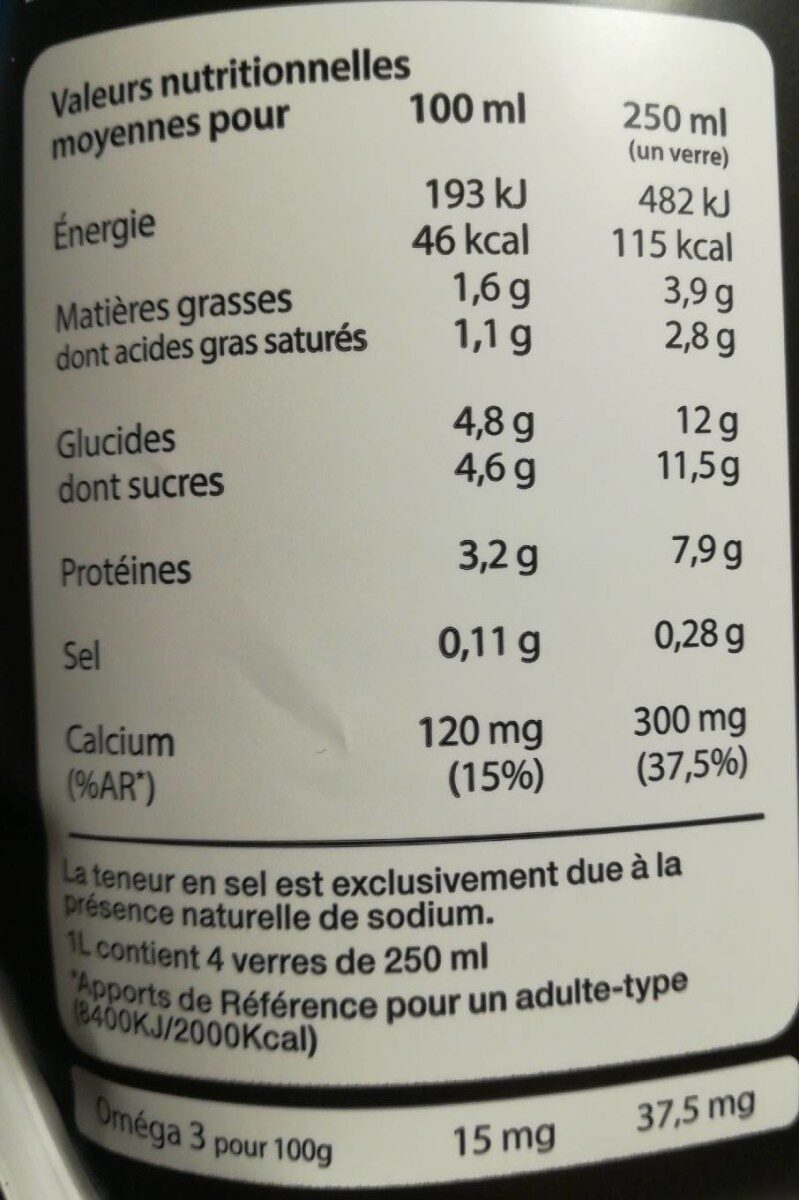 Valeurs nutritionnelles
moyennes pour 100 ml 250 ml
(un verre)
Énergie 193 kJ 482 kJ
46 kcal 115 kcal
Matières grasses 1,6 g 3,9 g
dont acides gras saturés 1,1 g 2,8 g
Glucides 4,8 g 12 g
dont sucres 4,6 g 11,5 g
Protéines 3,2 g 7,9 g
Sel 0,11 g 0,28 g
Calcium 120 mg 300 mg
(%AR*) (15%) (37,5%)
La teneur en sel est exclusivement due à la
présence naturelle de sodium.
1L contient 4 verres de 250 ml
*Apports de Référence pour un adulte-type
(8400KJ/2000Kcal)
Oméga 3 pour 100g 15 mg 37,5 mg